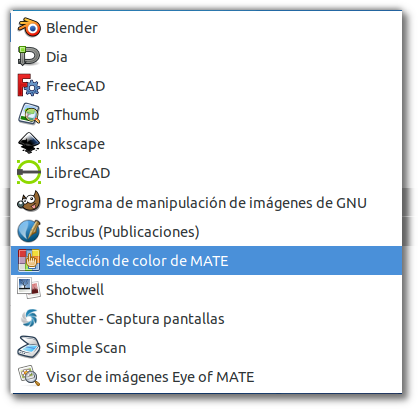 Blender
Dia
FreeCAD
gThumb
Inkscape
LibreCAD
Programa de manipulación de imágenes de GNU
Scribus (Publicaciones)
Selección de color de MATE
Shotwell
Shutter - Captura pantallas
Simple Scan
Visor de imágenes Eye of MATE